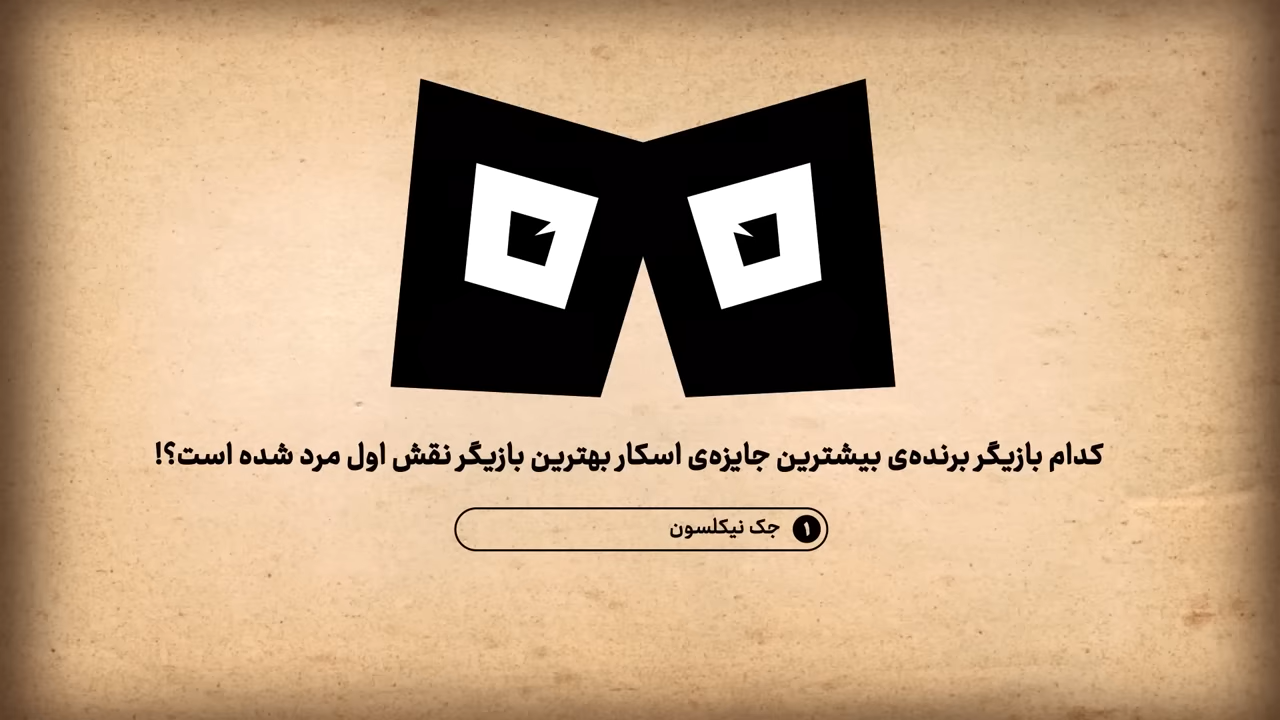 کدام بازیگر برنده‌ی بیشترین جایزه‌ی اسکار بهترین بازیگر نقش اول مرد شده است؟!
۱ جک نیکلسون